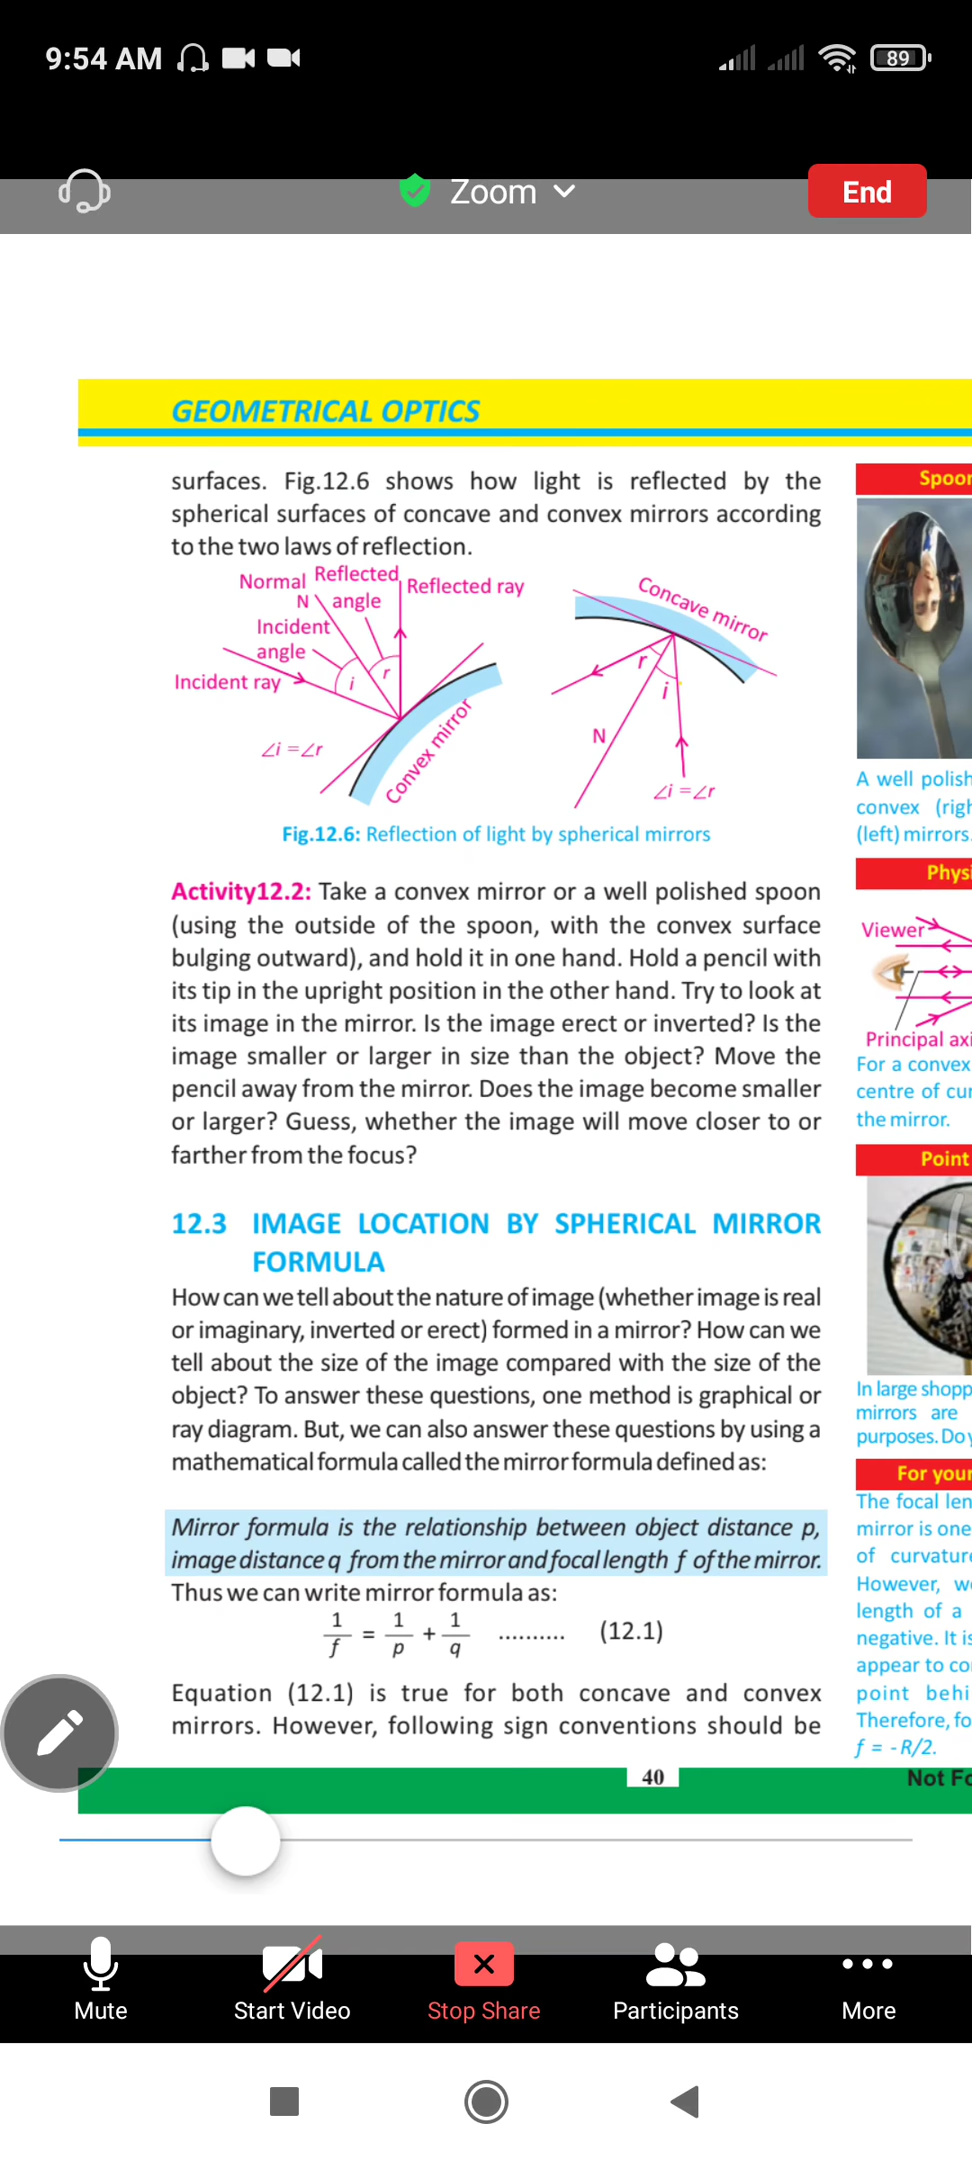 9:54 AM
89
Zoom
End
GEOMETRICAL OPTICS
surfaces. Fig.12.6 shows how light is reflected by the
spherical surfaces of concave and convex mirrors according
to the two laws of reflection.
Normal
N
Reflected
angle
Reflected ray
Incident
angle
Incident ray
i
r
∠i =∠r
Convex mirror
Concave mirror
r
i
N
∠i =∠r
Fig.12.6: Reflection of light by spherical mirrors
Activity12.2: Take a convex mirror or a well polished spoon
(using the outside of the spoon, with the convex surface
bulging outward), and hold it in one hand. Hold a pencil with
its tip in the upright position in the other hand. Try to look at
its image in the mirror. Is the image erect or inverted? Is the
image smaller or larger in size than the object? Move the
pencil away from the mirror. Does the image become smaller
or larger? Guess, whether the image will move closer to or
farther from the focus?
12.3 IMAGE LOCATION BY SPHERICAL MIRROR
FORMULA
How can we tell about the nature of image (whether image is real
or imaginary, inverted or erect) formed in a mirror? How can we
tell about the size of the image compared with the size of the
object? To answer these questions, one method is graphical or
ray diagram. But, we can also answer these questions by using a
mathematical formula called the mirror formula defined as:
Mirror formula is the relationship between object distance p,
image distance q from the mirror and focal length f of the mirror.
Thus we can write mirror formula as:
1/f = 1/p + 1/q .......... (12.1)
Equation (12.1) is true for both concave and convex
mirrors. However, following sign conventions should be
40
Spoon
A well polish
convex (righ
(left) mirrors.
Physi
Viewer
Principal axi
For a convex
centre of cur
the mirror.
Point
In large shopp
mirrors are
purposes. Do y
For your
The focal len
mirror is one
of curvature
However, we
length of a
negative. It is
appear to co
point behi
Therefore, fo
f = - R/2.
Not Fo
Mute
Start Video
Stop Share
Participants
More